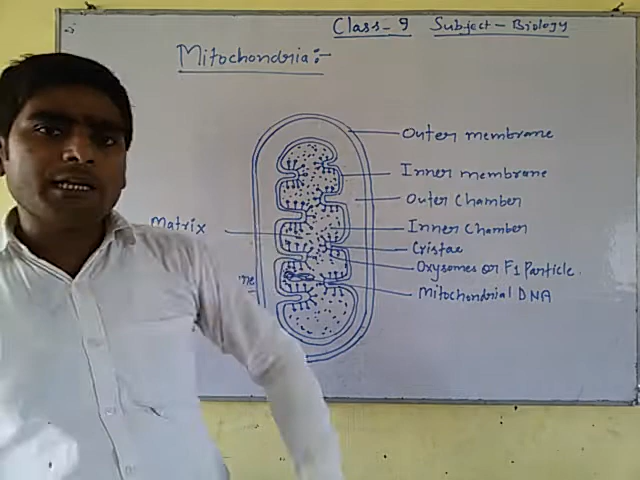 Class-9 Subject-Biology
Mitochondria:-
Outer membrane
Inner membrane
Outer Chamber
Matrix
Inner Chamber
Cristae
Oxysomes or F1 Particle.
Mitochondrial DNA